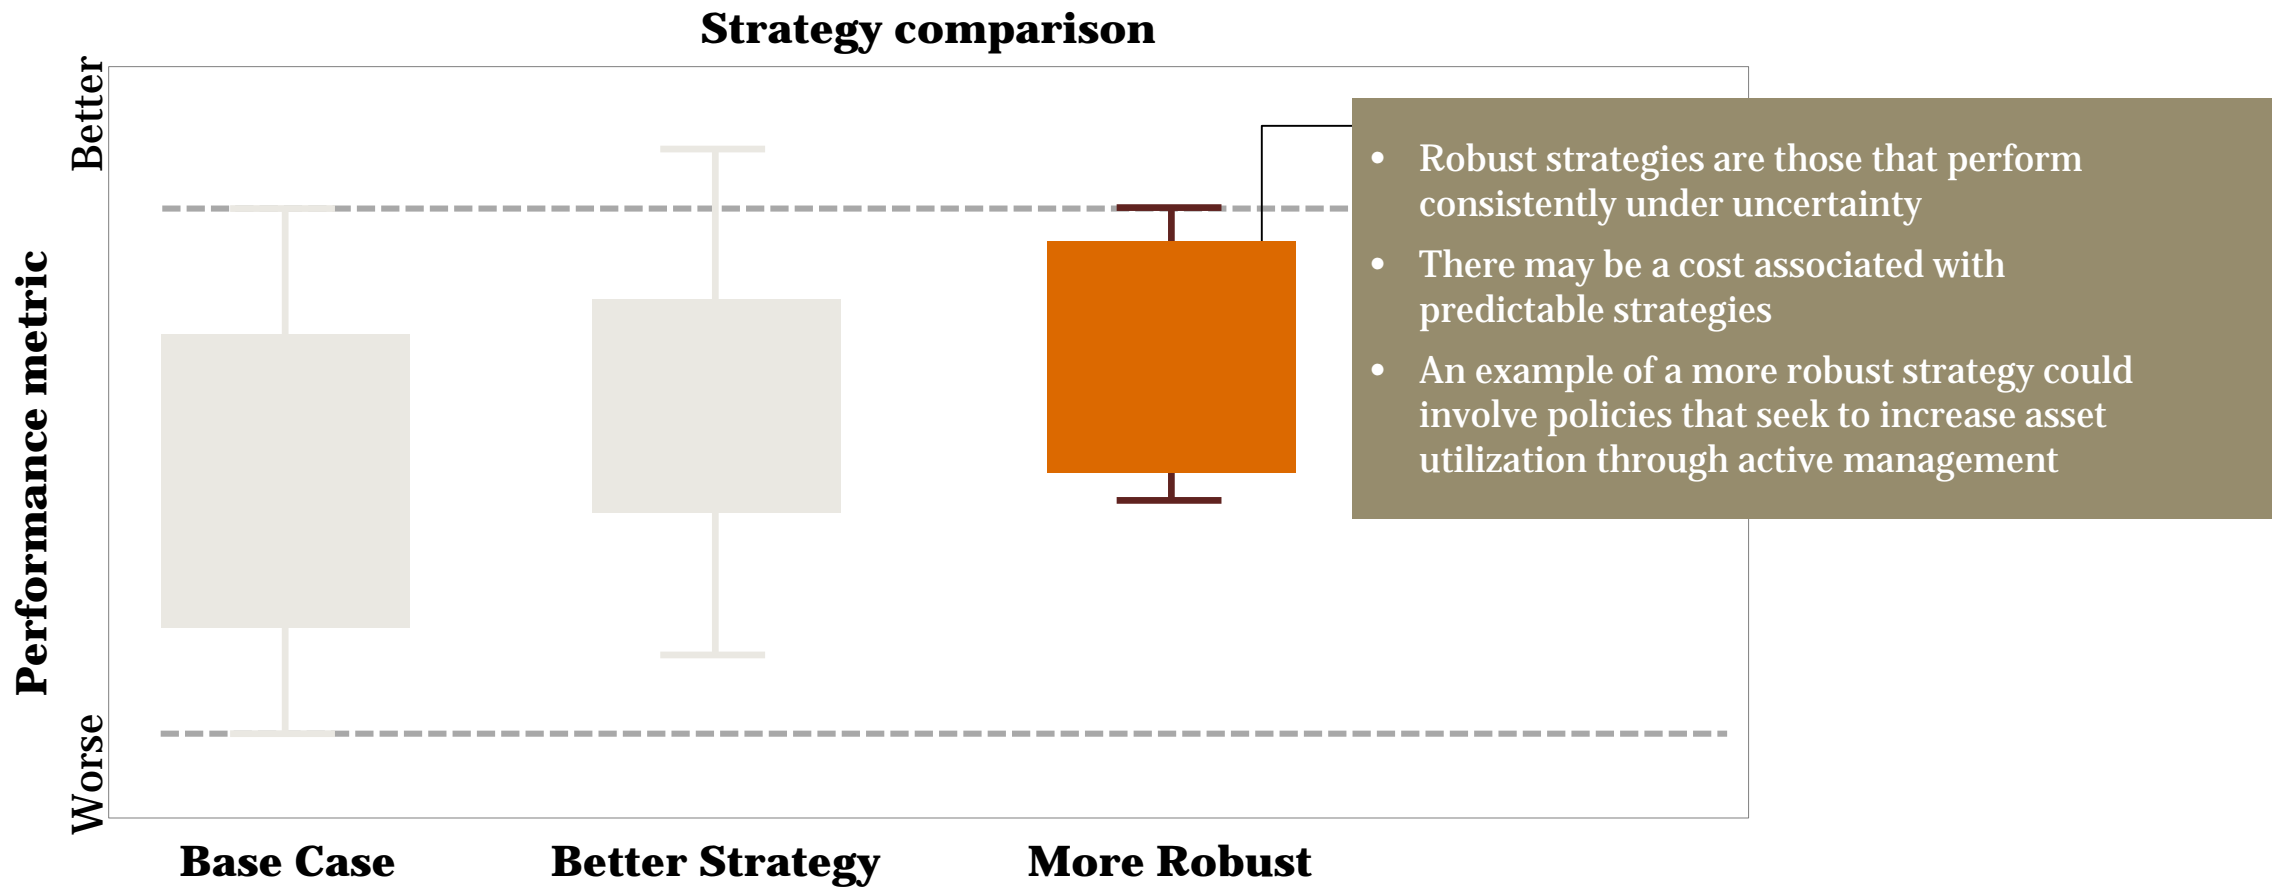 Strategy comparison
Better
Performance metric
Worse
• Robust strategies are those that perform
consistently under uncertainty
• There may be a cost associated with
predictable strategies
• An example of a more robust strategy could
involve policies that seek to increase asset
utilization through active management
Base Case
Better Strategy
More Robust